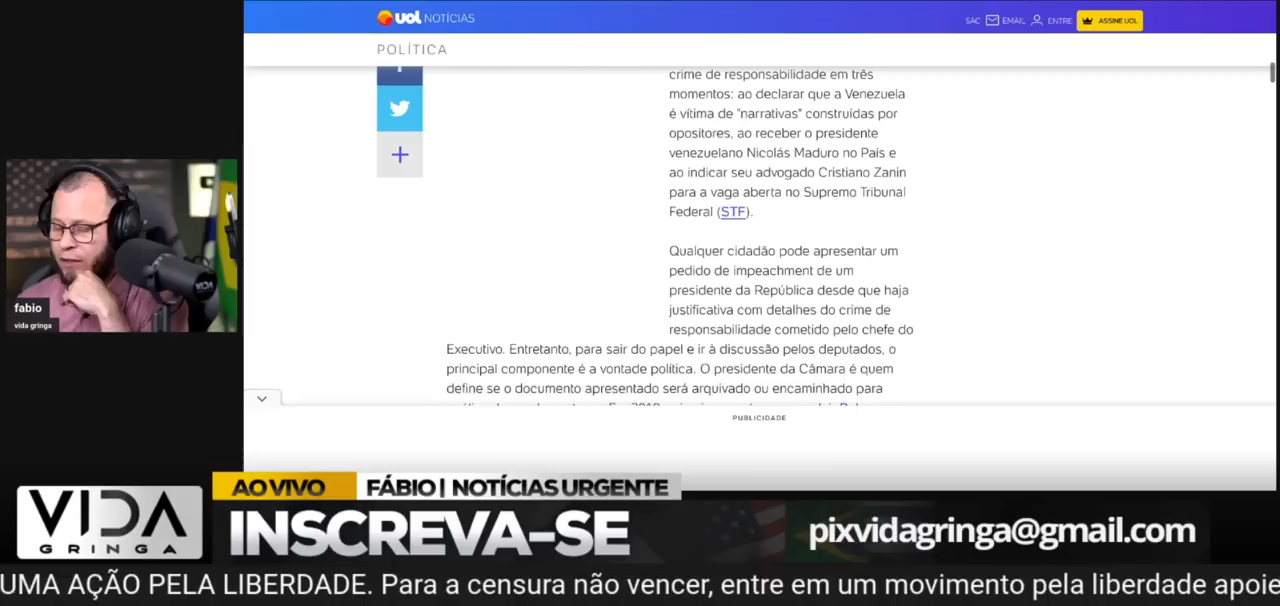 uol NOTÍCIAS
SAC EMAIL ENTRE ASSINE UOL
POLÍTICA
crime de responsabilidade em três
momentos: ao declarar que a Venezuela
é vítima de "narrativas" construídas por
opositores, ao receber o presidente
venezuelano Nicolás Maduro no País e
ao indicar seu advogado Cristiano Zanin
para a vaga aberta no Supremo Tribunal
Federal (STF).
Qualquer cidadão pode apresentar um
pedido de impeachment de um
presidente da República desde que haja
justificativa com detalhes do crime de
responsabilidade cometido pelo chefe do
Executivo. Entretanto, para sair do papel e ir à discussão pelos deputados, o
principal componente é a vontade política. O presidente da Câmara é quem
define se o documento apresentado será arquivado ou encaminhado para
PUBLICIDADE
VIDA
fabio
vida gringa
AO VIVO FÁBIO | NOTÍCIAS URGENTE
VIDA
GRINGA
INSCREVA-SE
pixvidagringa@gmail.com
UMA AÇÃO PELA LIBERDADE. Para a censura não vencer, entre em um movimento pela liberdade apoie